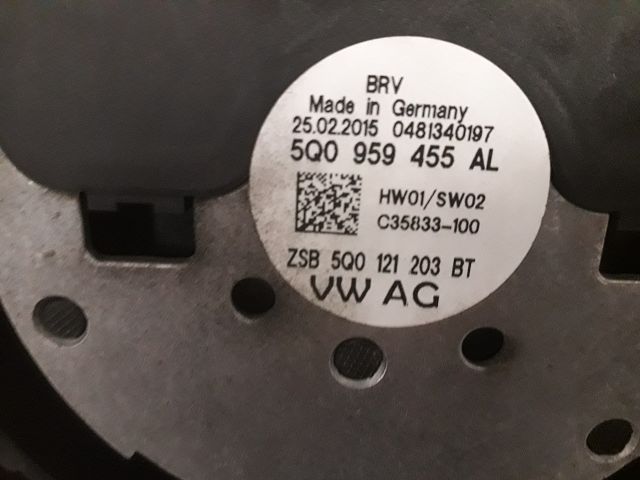 BRV
Made in Germany
25.02.2015 0481340197
5Q0 959 455 AL
HW01/SW02
C35833-100
ZSB 5Q0 121 203 BT
VW AG